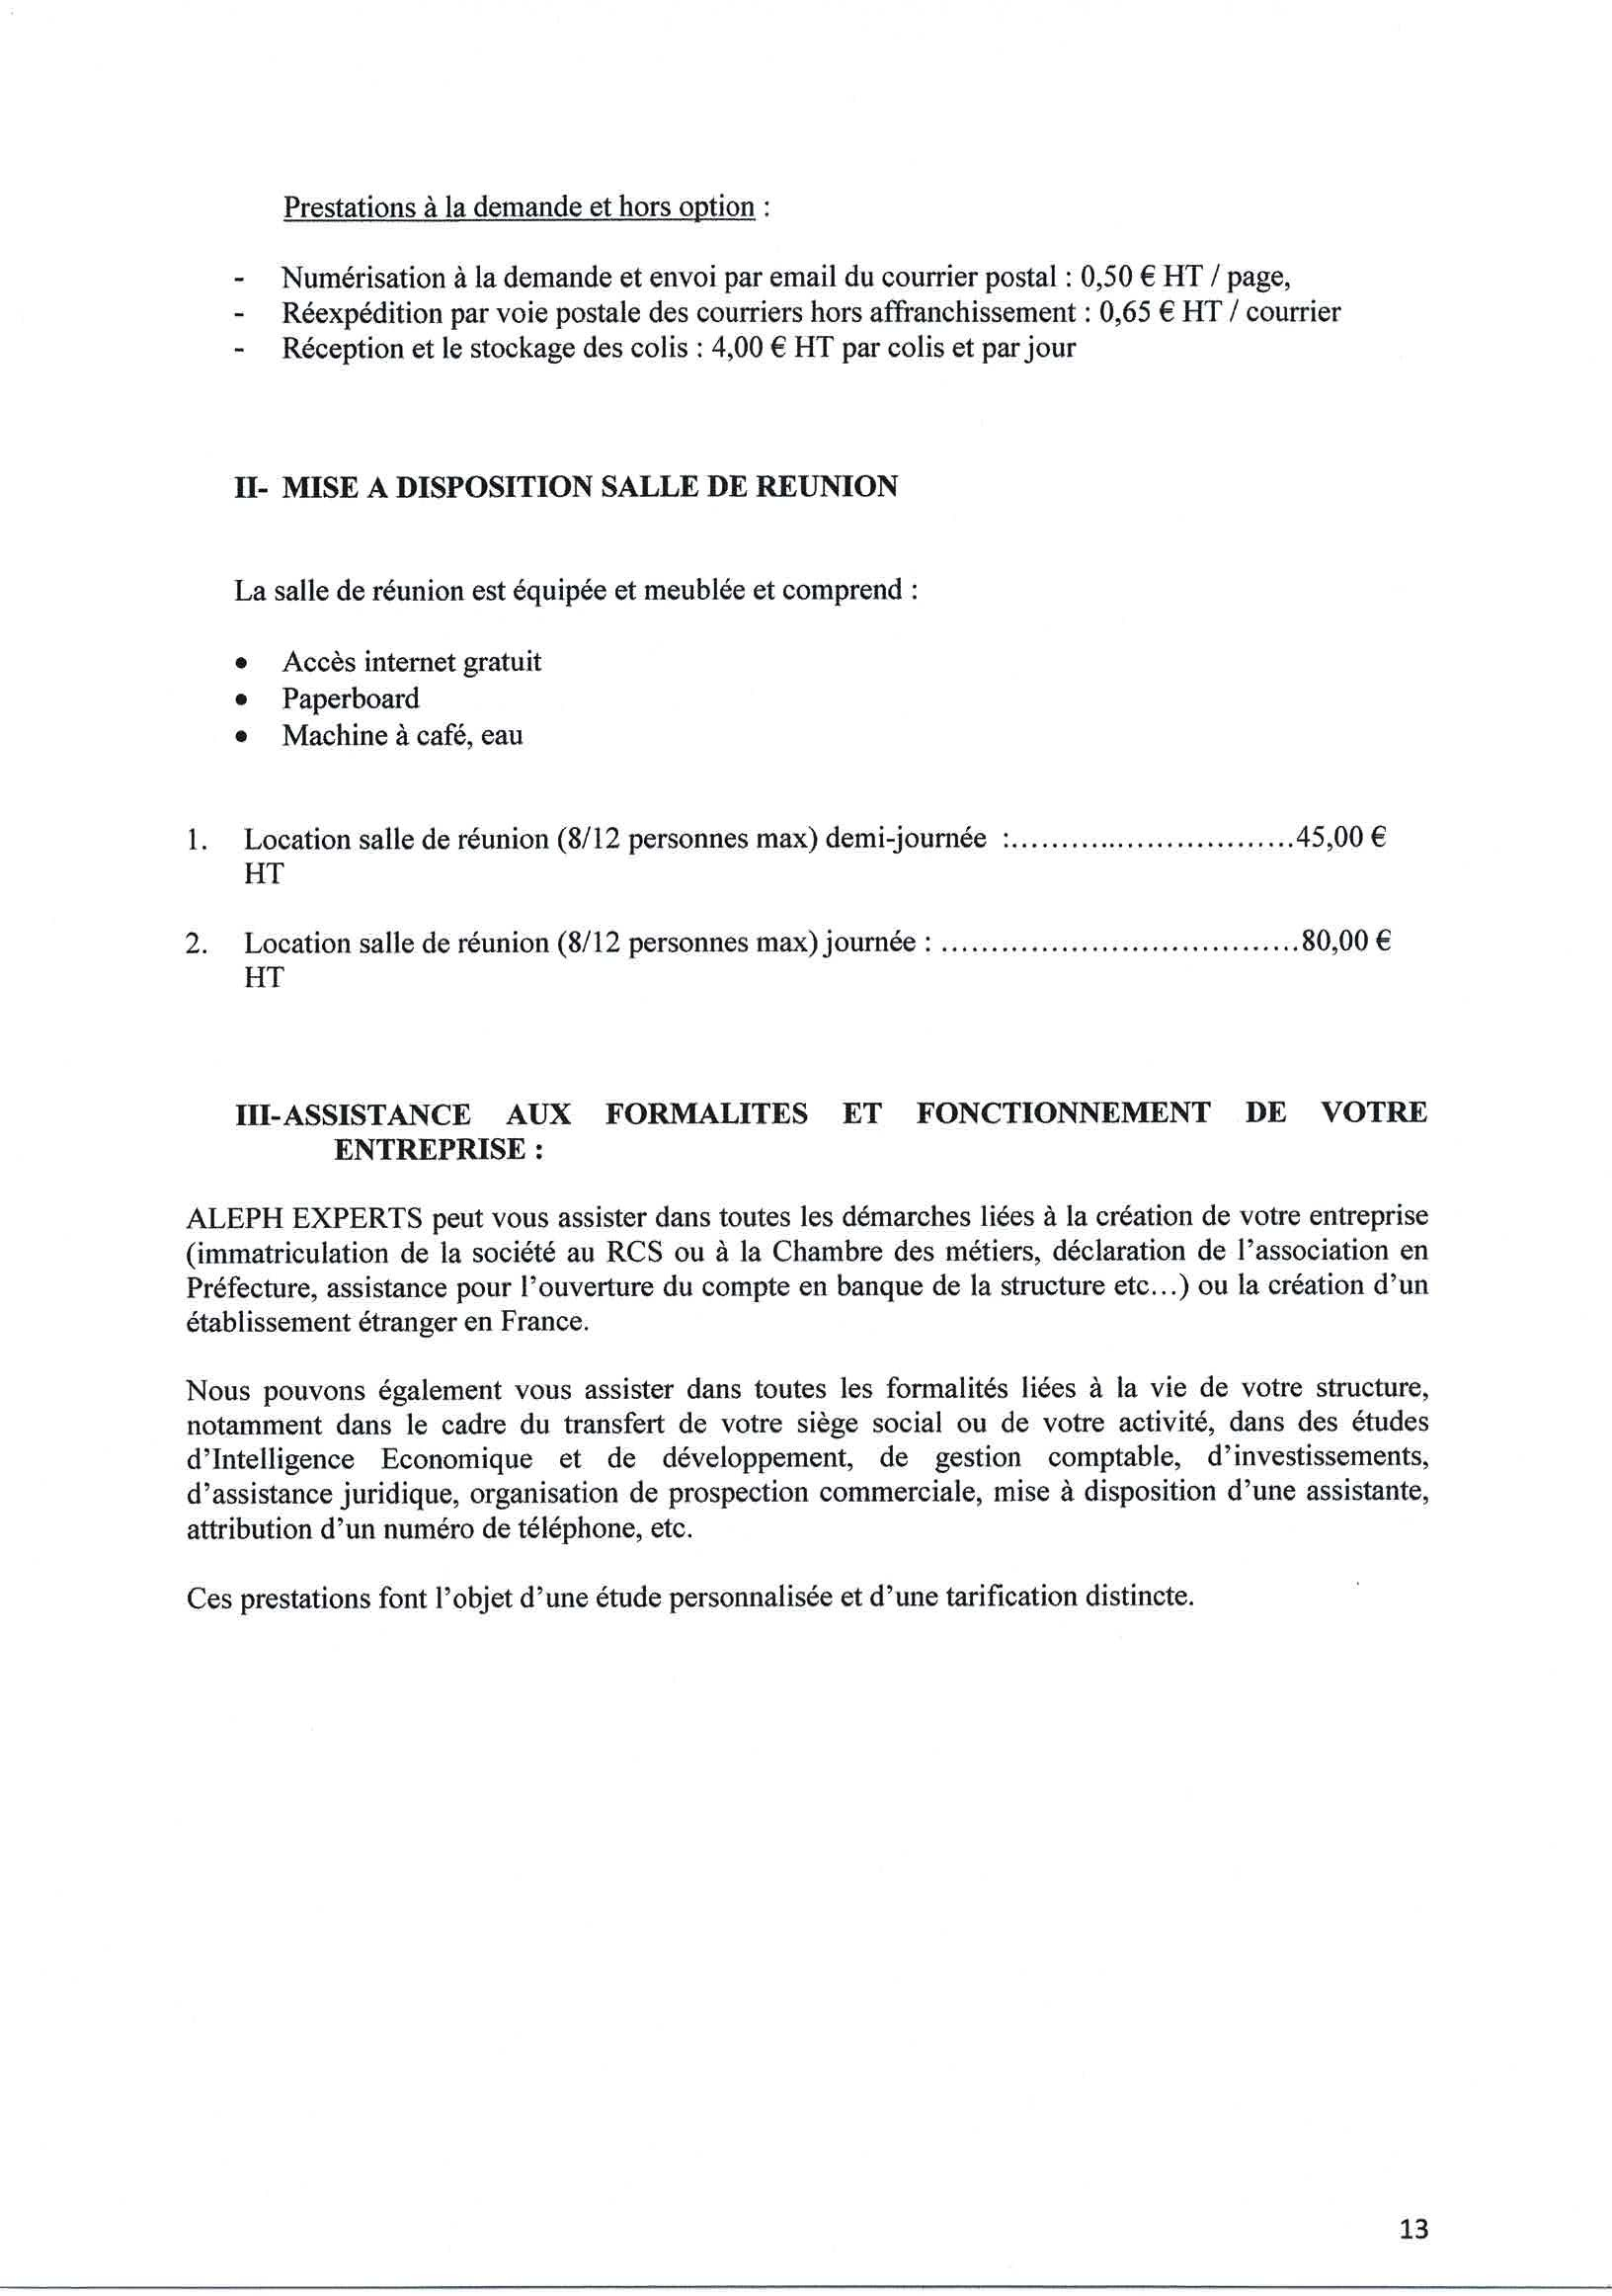 Prestations à la demande et hors option :
- Numérisation à la demande et envoi par email du courrier postal : 0,50 € HT / page,
- Réexpédition par voie postale des courriers hors affranchissement : 0,65 € HT / courrier
- Réception et le stockage des colis : 4,00 € HT par colis et par jour
II- MISE A DISPOSITION SALLE DE REUNION
La salle de réunion est équipée et meublée et comprend :
• Accès internet gratuit
• Paperboard
• Machine à café, eau
1. Location salle de réunion (8/12 personnes max) demi-journée :..............................45,00 €
HT
2. Location salle de réunion (8/12 personnes max) journée : ....................................80,00 €
HT
III-ASSISTANCE AUX FORMALITES ET FONCTIONNEMENT DE VOTRE
ENTREPRISE :
ALEPH EXPERTS peut vous assister dans toutes les démarches liées à la création de votre entreprise
(immatriculation de la société au RCS ou à la Chambre des métiers, déclaration de l’association en
Préfecture, assistance pour l’ouverture du compte en banque de la structure etc...) ou la création d’un
établissement étranger en France.
Nous pouvons également vous assister dans toutes les formalités liées à la vie de votre structure,
notamment dans le cadre du transfert de votre siège social ou de votre activité, dans des études
d’Intelligence Economique et de développement, de gestion comptable, d’investissements,
d’assistance juridique, organisation de prospection commerciale, mise à disposition d’une assistante,
attribution d’un numéro de téléphone, etc.
Ces prestations font l’objet d’une étude personnalisée et d’une tarification distincte.
13